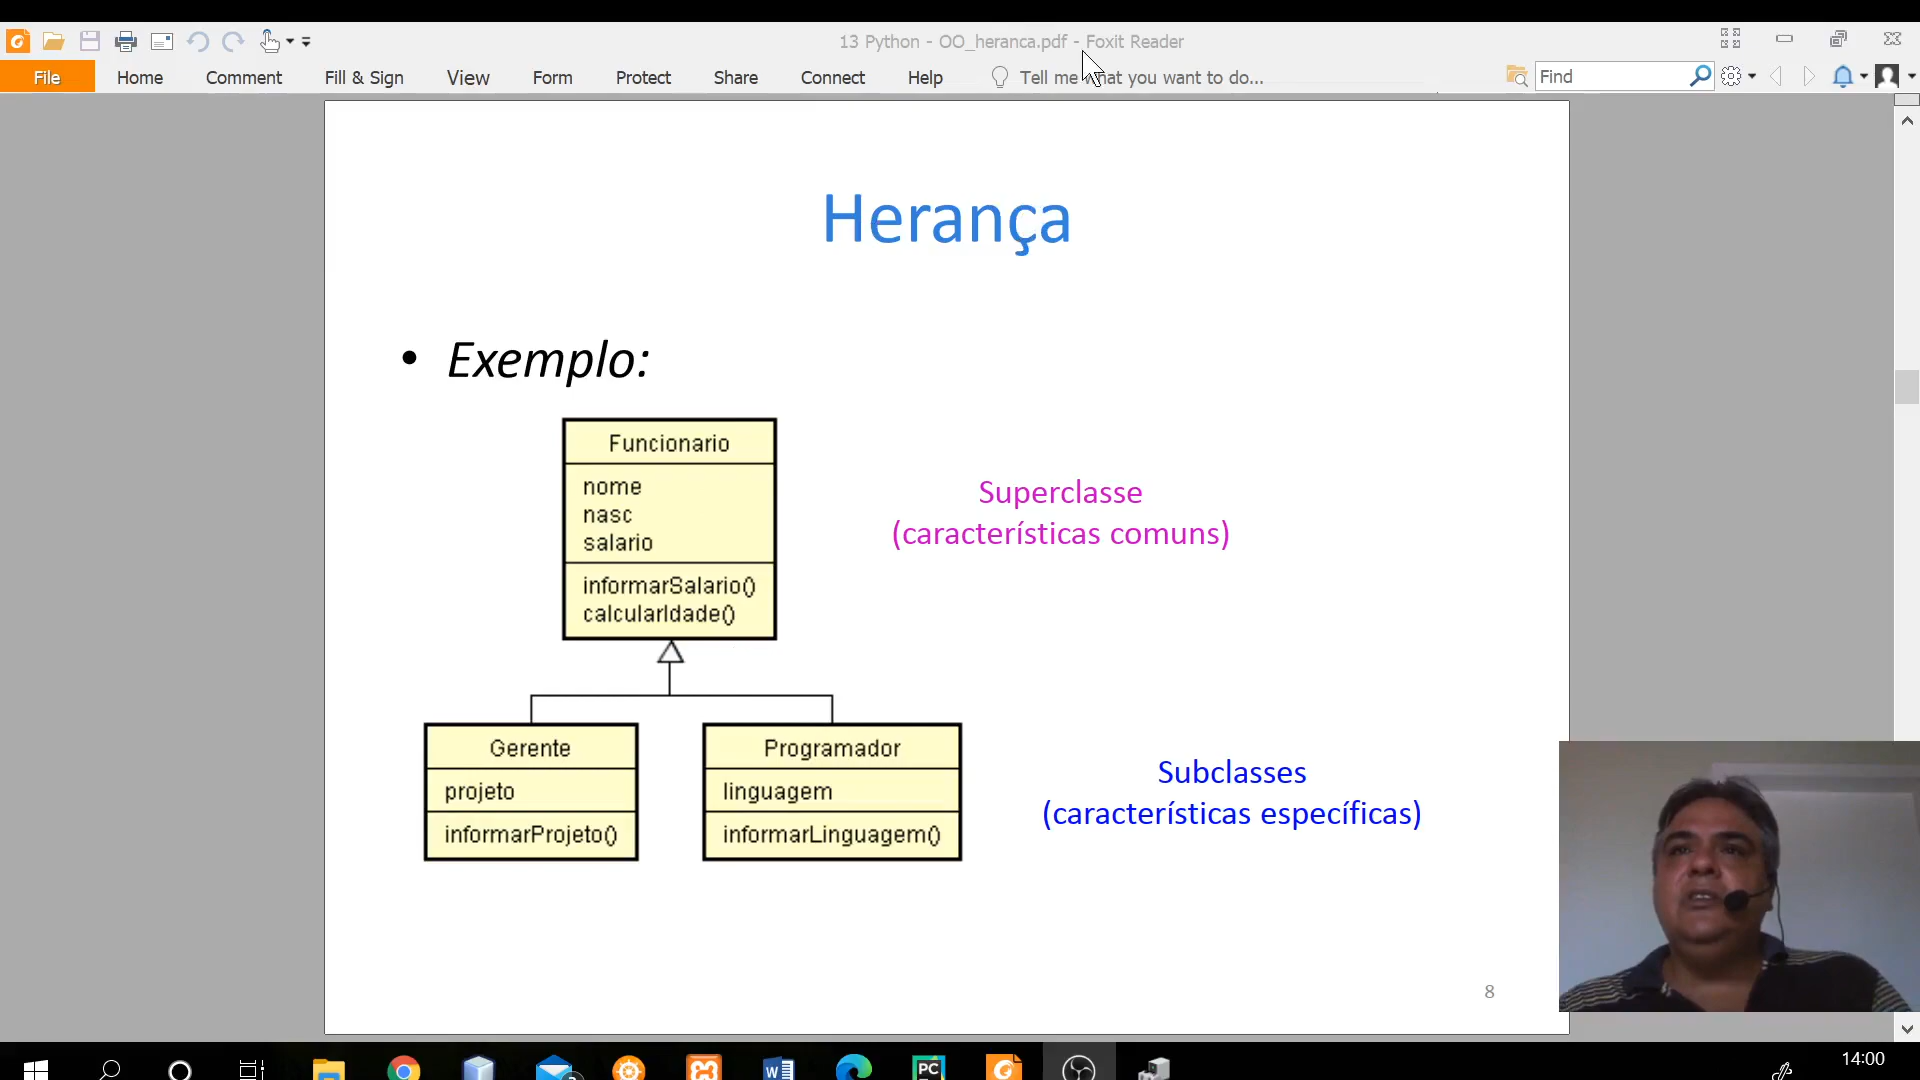 13 Python - OO_heranca.pdf - Foxit Reader
File Home Comment Fill & Sign View Form Protect Share Connect Help Tell me what you want to do... Find
Herança
• Exemplo:
Funcionario
nome
nasc
salario
informarSalario()
calcularIdade()
Superclasse
(características comuns)
Gerente
projeto
informarProjeto()
Programador
linguagem
informarLinguagem()
Subclasses
(características específicas)
8
PC
14:00